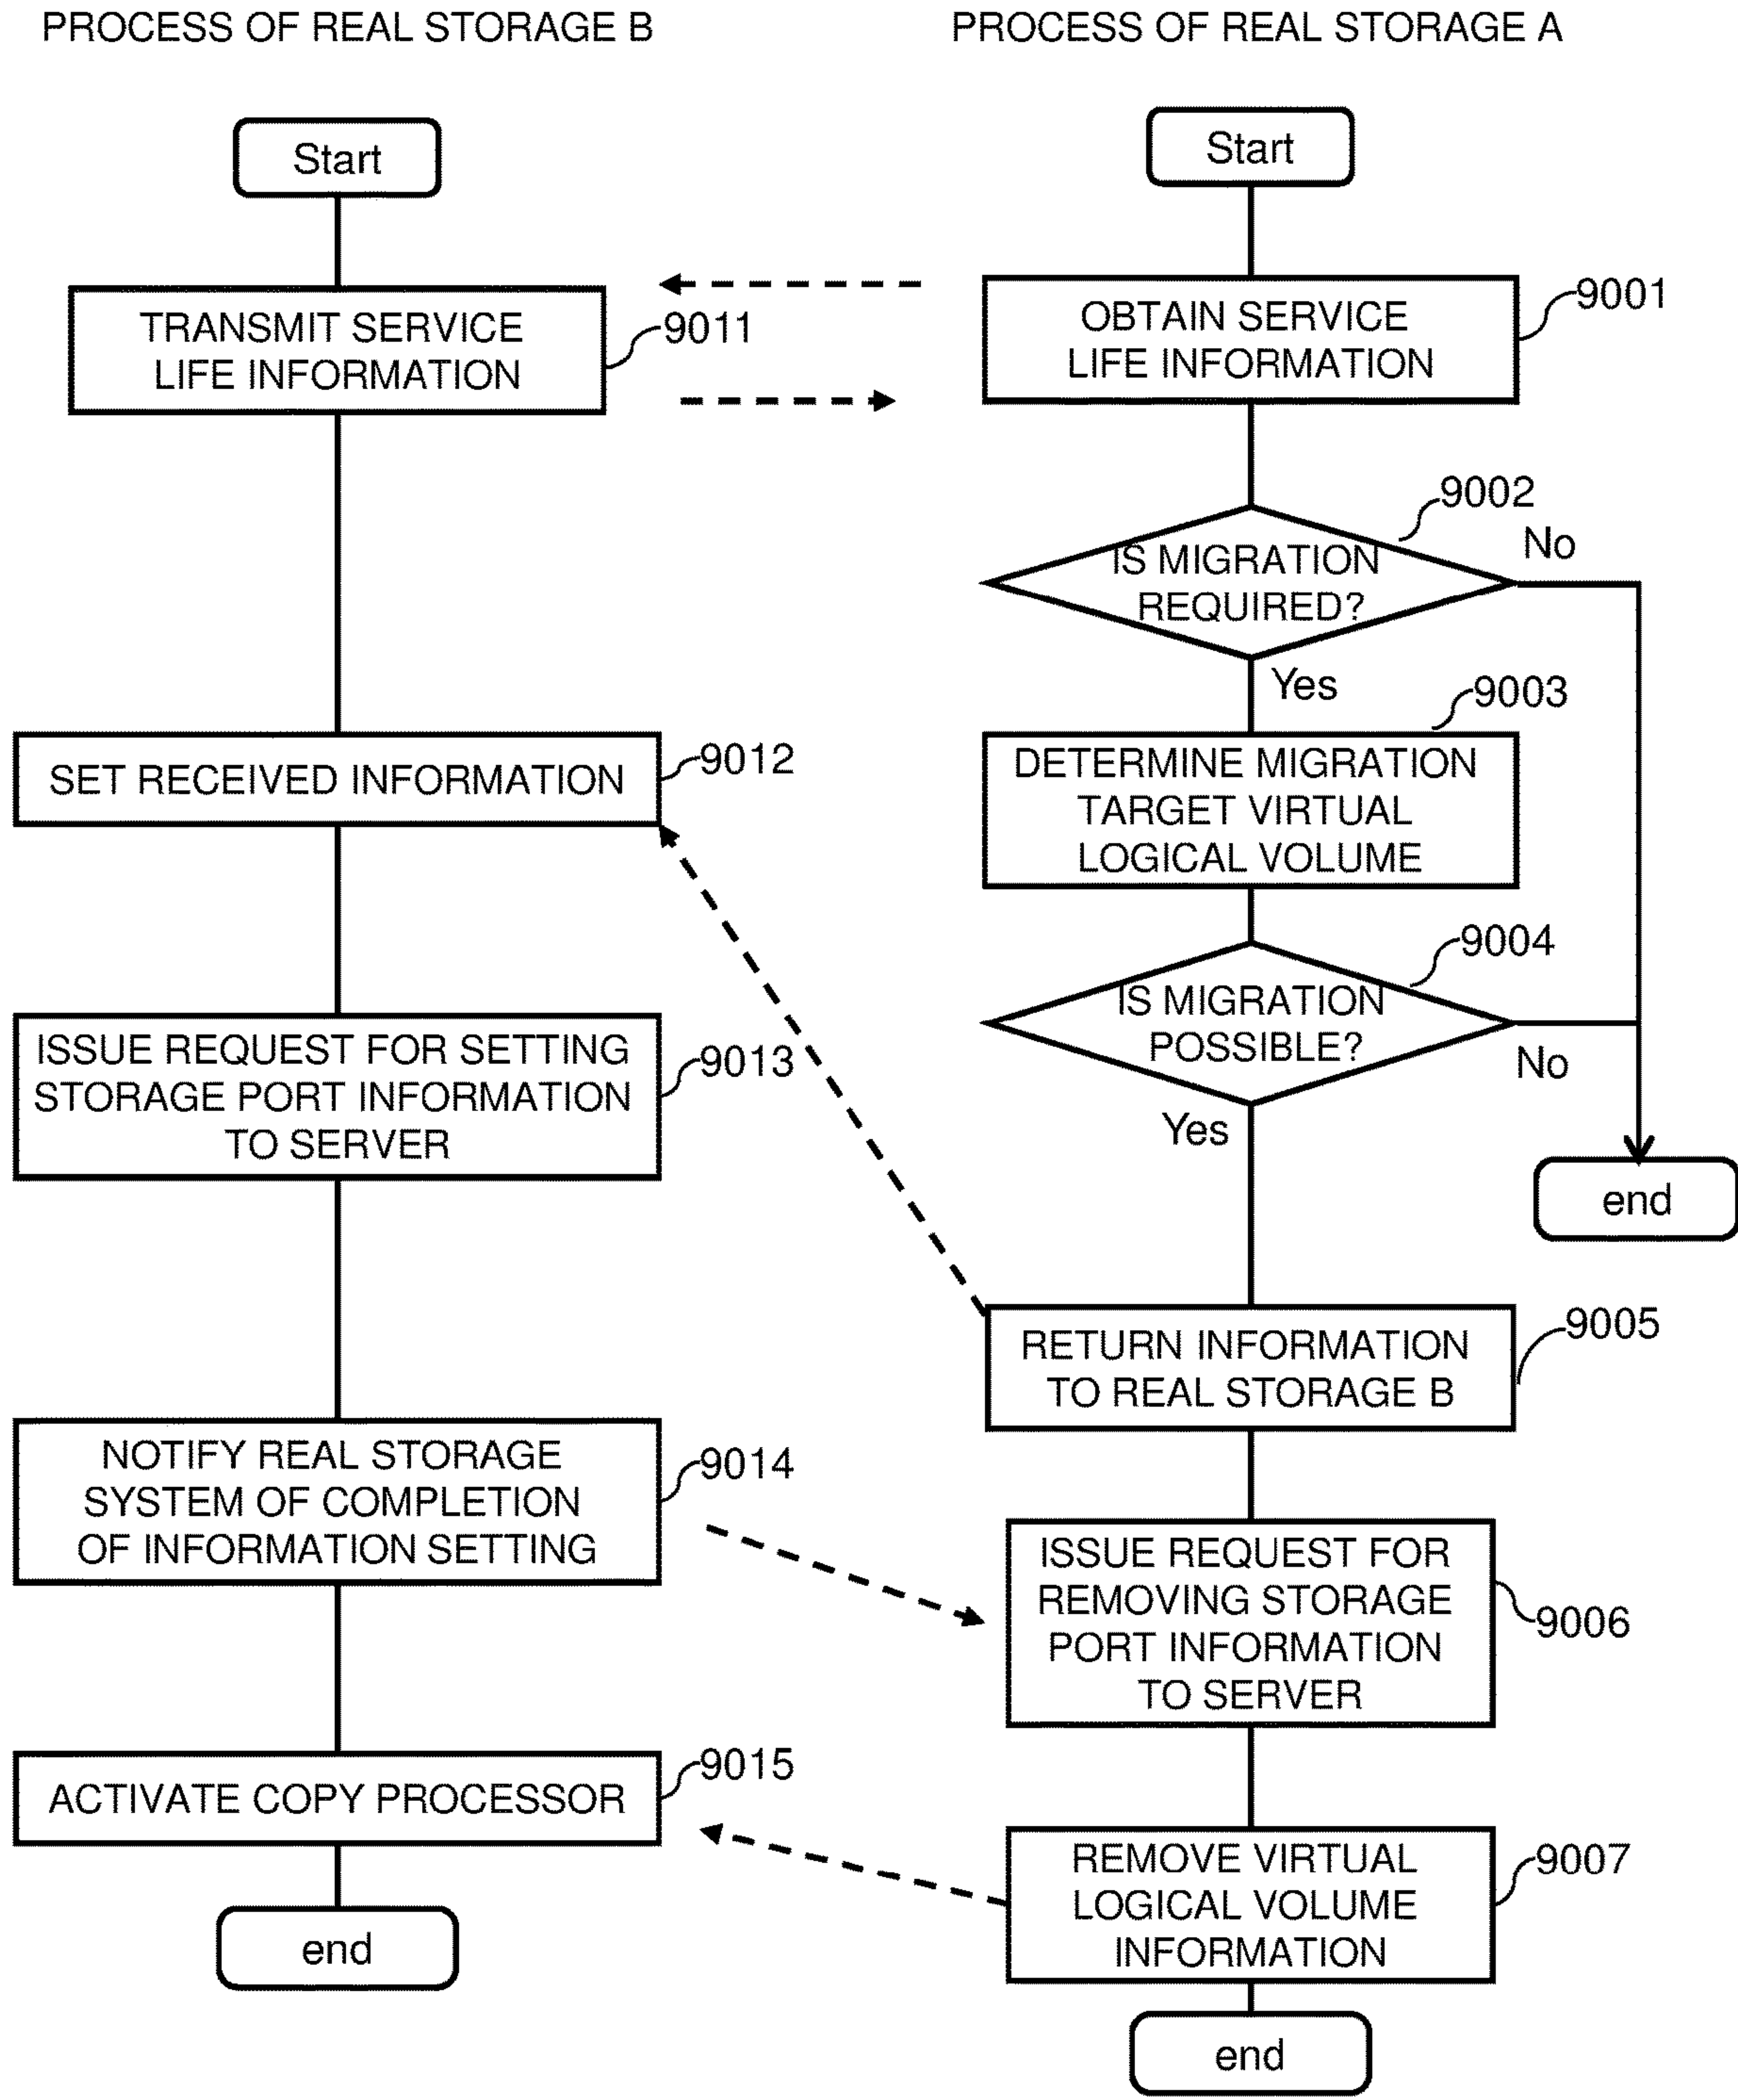 PROCESS OF REAL STORAGE B
Start
TRANSMIT SERVICE
LIFE INFORMATION
9011
SET RECEIVED INFORMATION
9012
ISSUE REQUEST FOR SETTING
STORAGE PORT INFORMATION
TO SERVER
9013
NOTIFY REAL STORAGE
SYSTEM OF COMPLETION
OF INFORMATION SETTING
9014
ACTIVATE COPY PROCESSOR
9015
end
PROCESS OF REAL STORAGE A
Start
OBTAIN SERVICE
LIFE INFORMATION
9001
IS MIGRATION
REQUIRED?
9002
No
Yes
DETERMINE MIGRATION
TARGET VIRTUAL
LOGICAL VOLUME
9003
IS MIGRATION
POSSIBLE?
9004
No
Yes
end
RETURN INFORMATION
TO REAL STORAGE B
9005
ISSUE REQUEST FOR
REMOVING STORAGE
PORT INFORMATION
TO SERVER
9006
REMOVE VIRTUAL
LOGICAL VOLUME
INFORMATION
9007
end